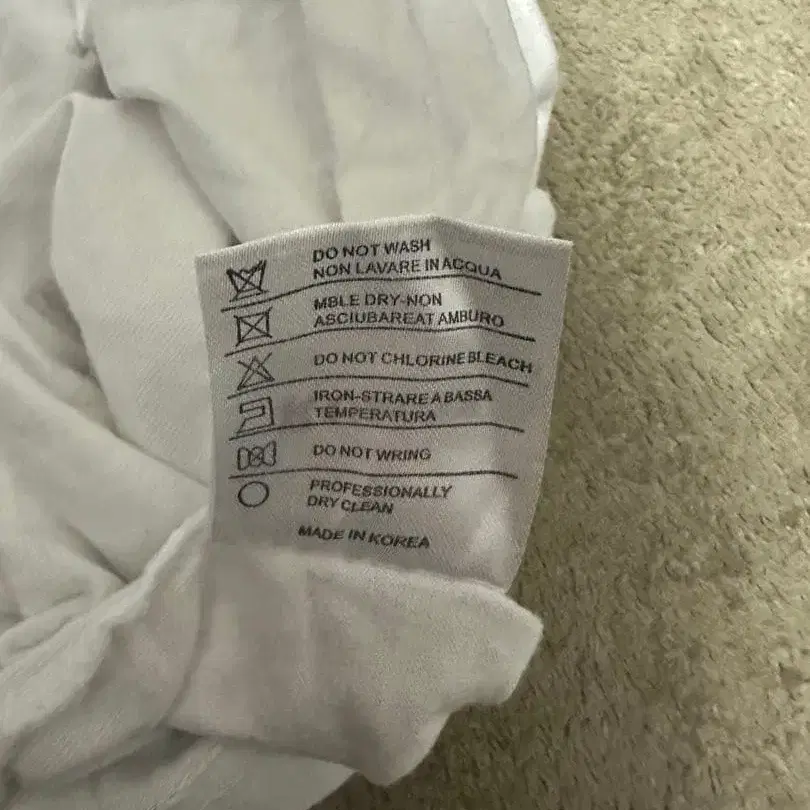 DO NOT WASH
NON LAVARE IN ACQUA
MBLE DRY-NON
ASCIUBAREAT AMBURO
DO NOT CHLORINE BLEACH
IRON-STRARE A BASSA
TEMPERATURA
DO NOT WRING
PROFESSIONALLY
DRY CLEAN
MADE IN KOREA